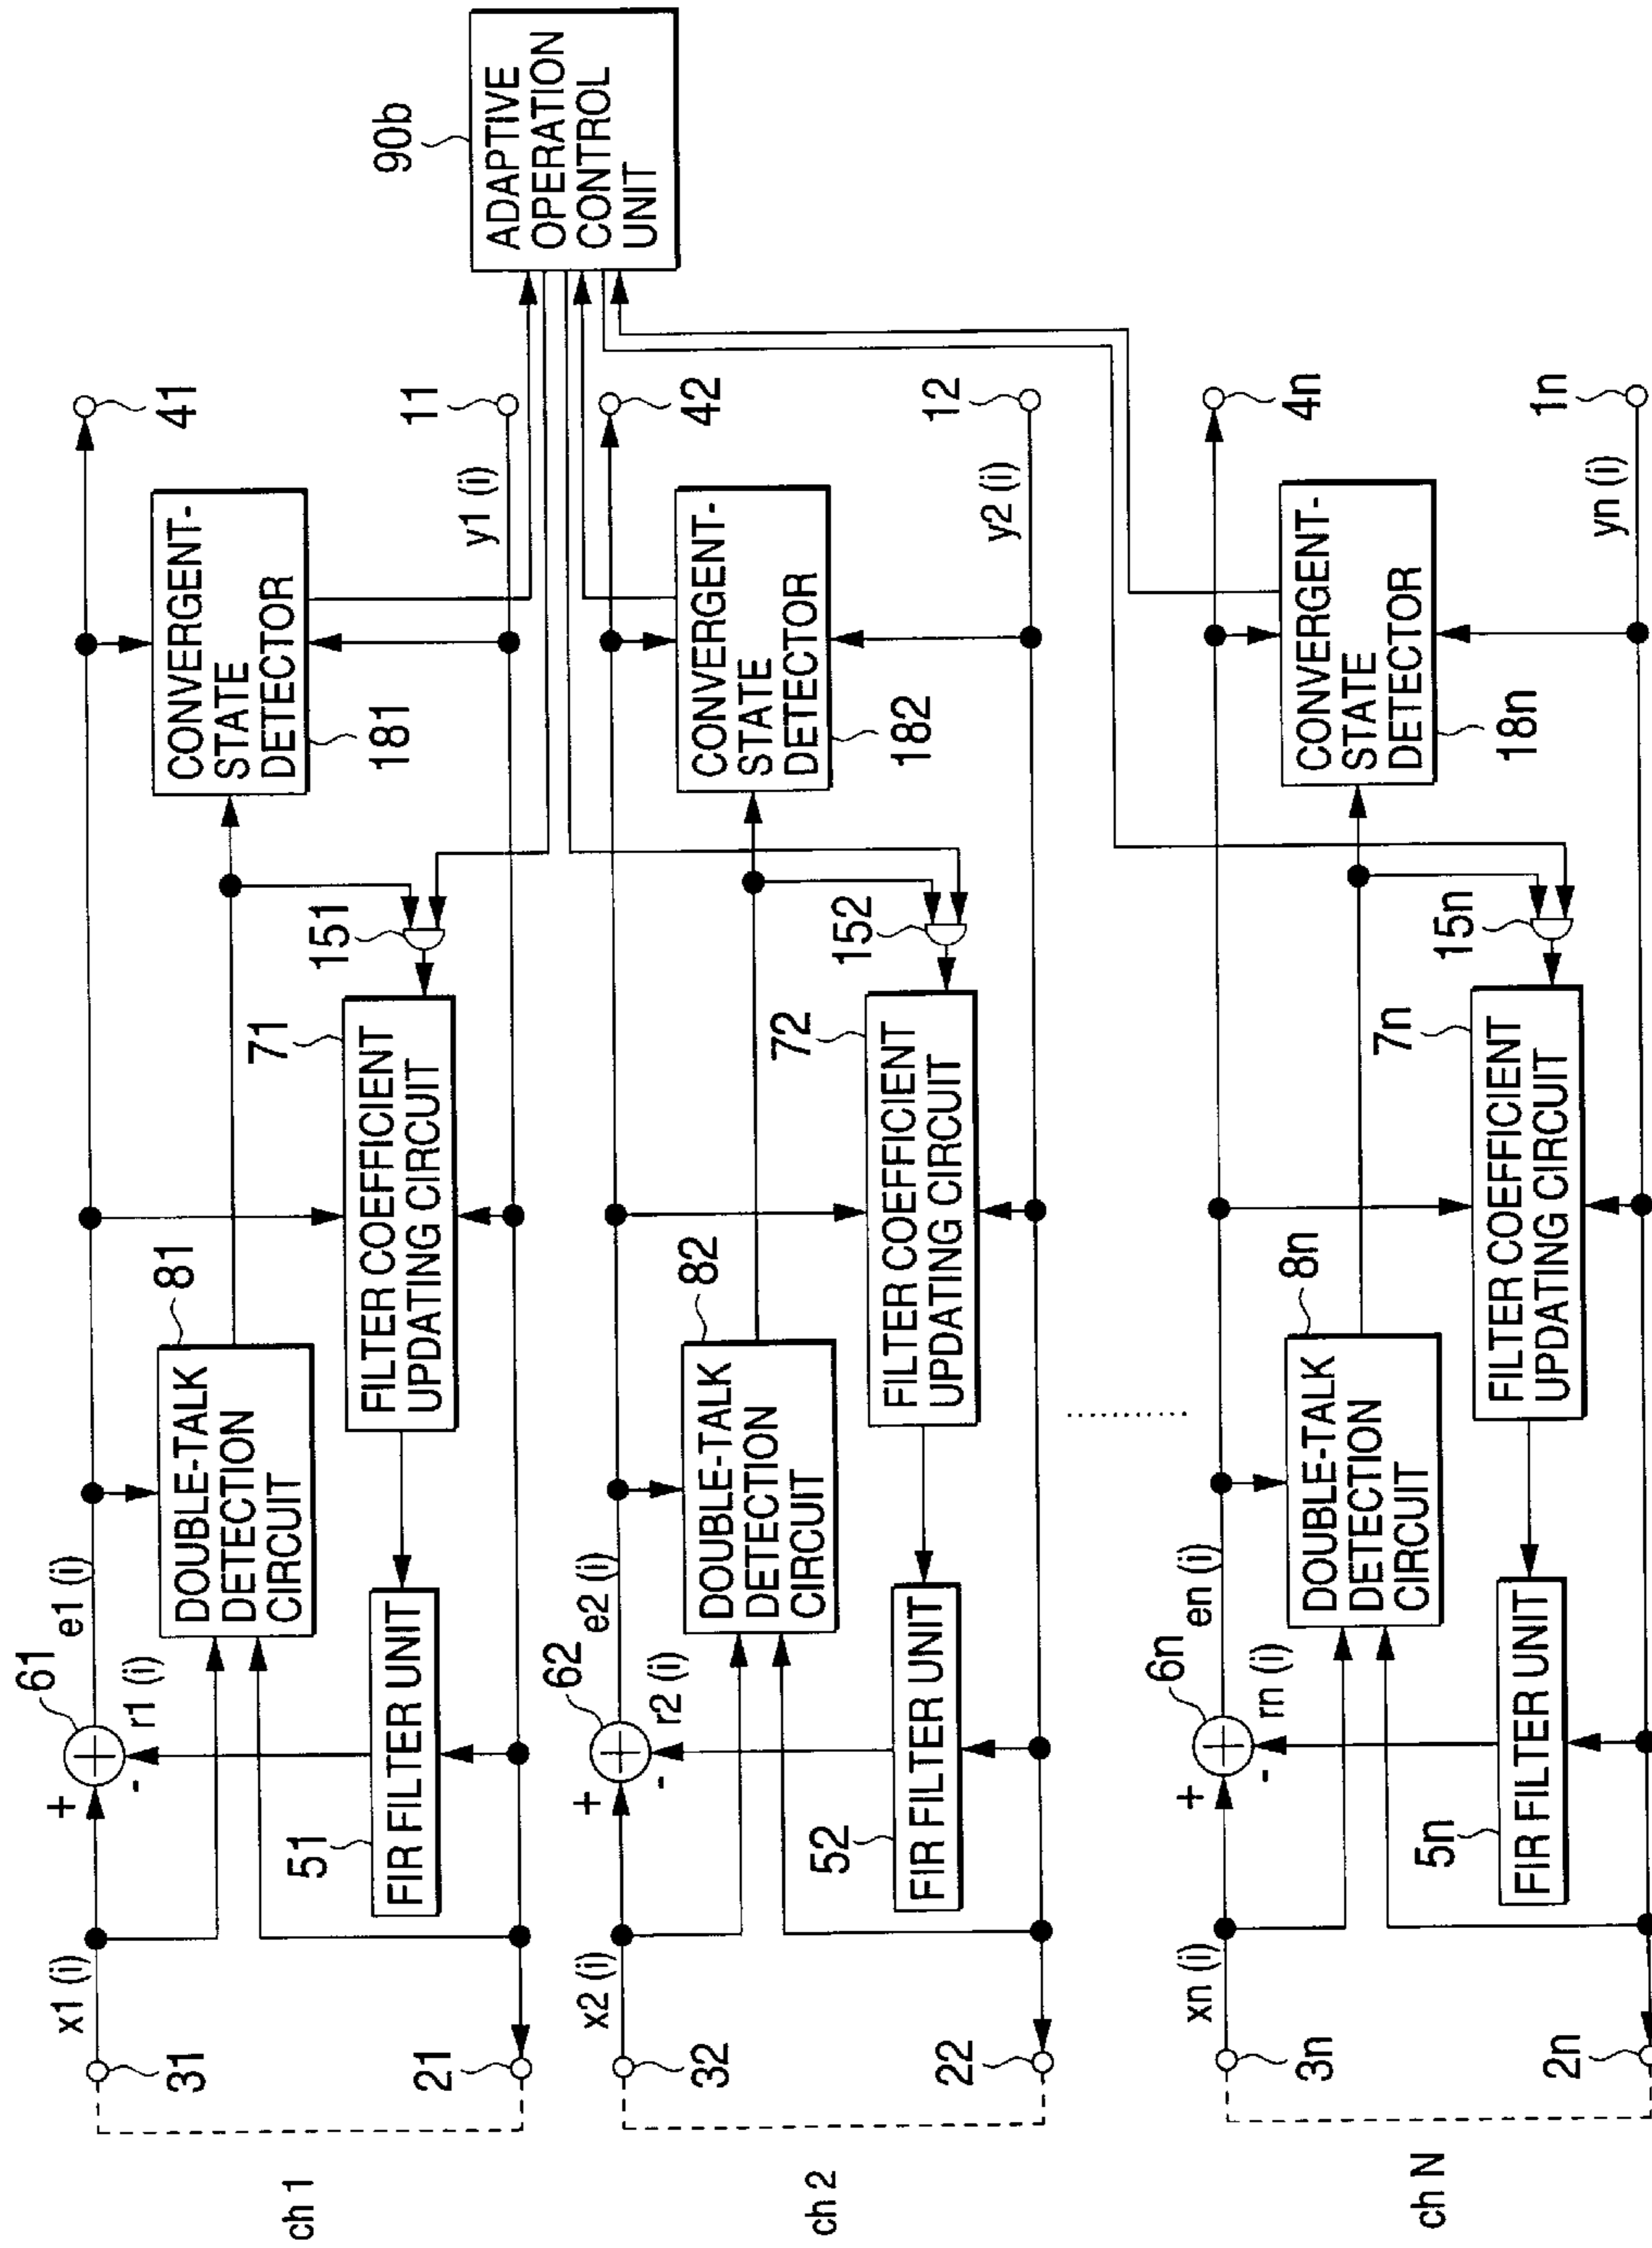 ch 1
x1 (i)
31
21
+
-
61
r1 (i)
e1 (i)
51
FIR FILTER UNIT
DOUBLE-TALK
DETECTION
CIRCUIT
81
71
FILTER COEFFICIENT
UPDATING CIRCUIT
151
CONVERGENT-
STATE
DETECTOR
181
y1 (i)
41
11
90b
ADAPTIVE
OPERATION
CONTROL
UNIT
ch 2
x2 (i)
32
22
+
-
62
r2 (i)
e2 (i)
52
FIR FILTER UNIT
DOUBLE-TALK
DETECTION
CIRCUIT
82
72
FILTER COEFFICIENT
UPDATING CIRCUIT
152
CONVERGENT-
STATE
DETECTOR
182
y2 (i)
42
12
ch N
xn (i)
3n
2n
+
-
6n
rn (i)
en (i)
5n
FIR FILTER UNIT
DOUBLE-TALK
DETECTION
CIRCUIT
8n
7n
FILTER COEFFICIENT
UPDATING CIRCUIT
15n
CONVERGENT-
STATE
DETECTOR
18n
yn (i)
4n
1n